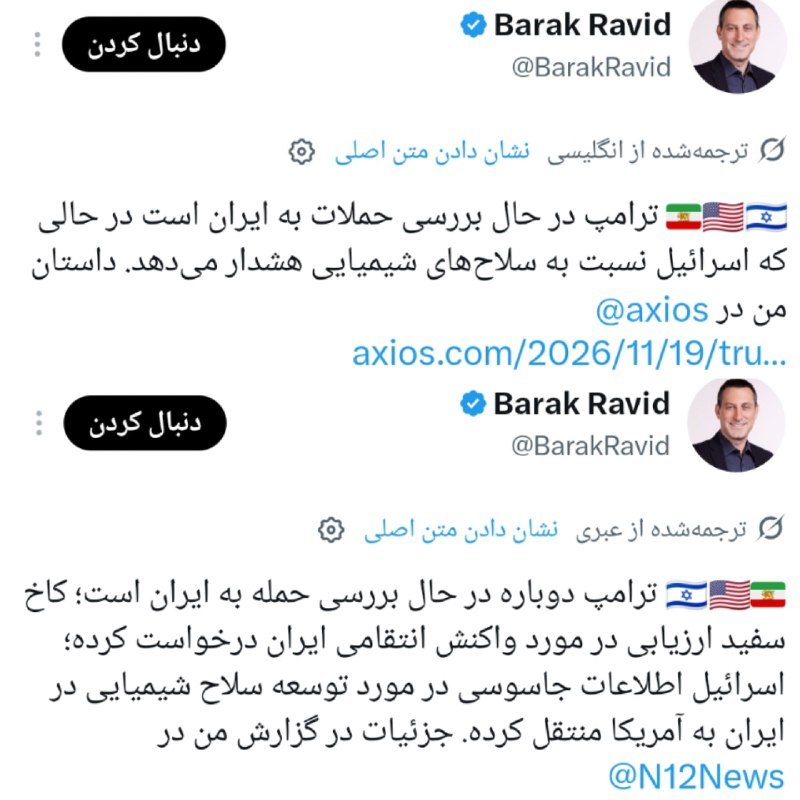 Barak Ravid
دنبال کردن
@BarakRavid
ترجمه‌شده از انگلیسی نشان دادن متن اصلی
🇮🇱🇺🇸🇮🇷 ترامپ در حال بررسی حملات به ایران است در حالی
که اسرائیل نسبت به سلاح‌های شیمیایی هشدار می‌دهد. داستان
من در @axios
axios.com/2026/11/19/tru...
Barak Ravid
دنبال کردن
@BarakRavid
ترجمه‌شده از عبری نشان دادن متن اصلی
🇮🇷🇺🇸🇮🇱 ترامپ دوباره در حال بررسی حمله به ایران است؛ کاخ
سفید ارزیابی در مورد واکنش انتقامی ایران درخواست کرده؛
اسرائیل اطلاعات جاسوسی در مورد توسعه سلاح شیمیایی در
ایران به آمریکا منتقل کرده. جزئیات در گزارش من در
@N12News